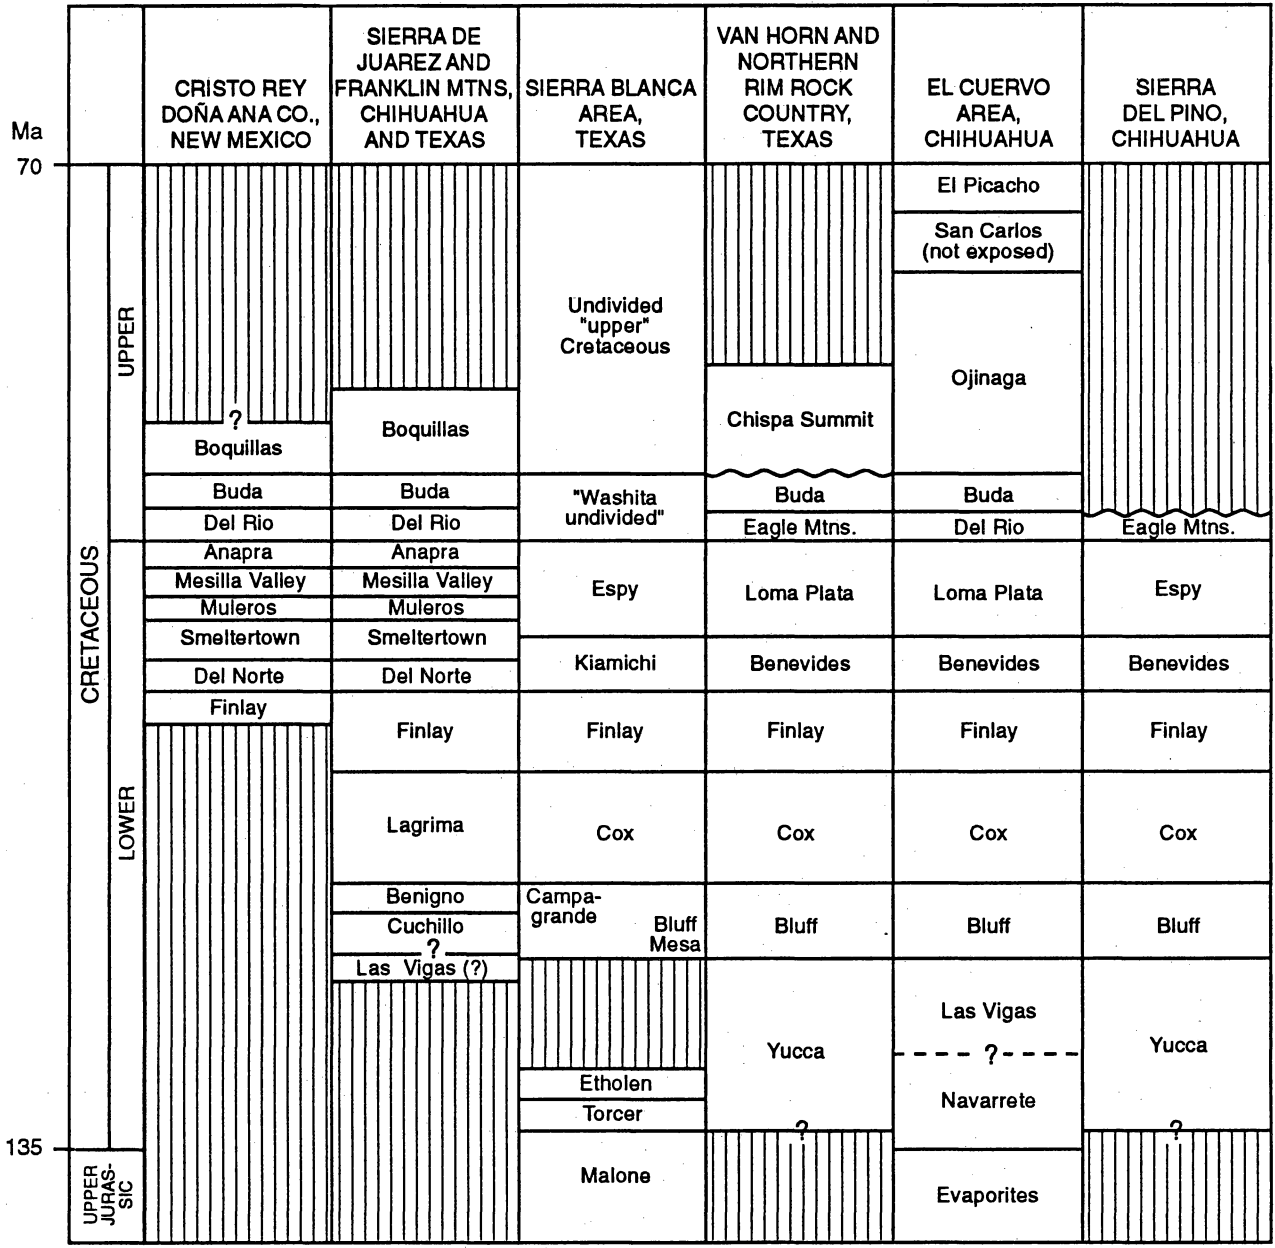 Ma
70
135
CRETACEOUS
UPPER
LOWER
UPPER
JURAS-
SIC
CRISTO REY
DOÑA ANA CO.,
NEW MEXICO
?
Boquillas
Buda
Del Rio
Anapra
Mesilla Valley
Muleros
Smeltertown
Del Norte
Finlay
SIERRA DE
JUAREZ AND
FRANKLIN MTNS,
CHIHUAHUA
AND TEXAS
Boquillas
Buda
Del Rio
Anapra
Mesilla Valley
Muleros
Smeltertown
Del Norte
Finlay
Lagrima
Benigno
Cuchillo
?
Las Vigas (?)
SIERRA BLANCA
AREA,
TEXAS
Undivided
"upper"
Cretaceous
"Washita
undivided"
Espy
Kiamichi
Finlay
Cox
Campa-
grande
Bluff
Mesa
Etholen
Torcer
Malone
VAN HORN AND
NORTHERN
RIM ROCK
COUNTRY,
TEXAS
Chispa Summit
Buda
Eagle Mtns.
Loma Plata
Benevides
Finlay
Cox
Bluff
Yucca
?
EL CUERVO
AREA,
CHIHUAHUA
El Picacho
San Carlos
(not exposed)
Ojinaga
Buda
Del Rio
Loma Plata
Benevides
Finlay
Cox
Bluff
Las Vigas
?
Navarrete
Evaporites
SIERRA
DEL PINO,
CHIHUAHUA
Eagle Mtns.
Espy
Benevides
Finlay
Cox
Bluff
Yucca
?